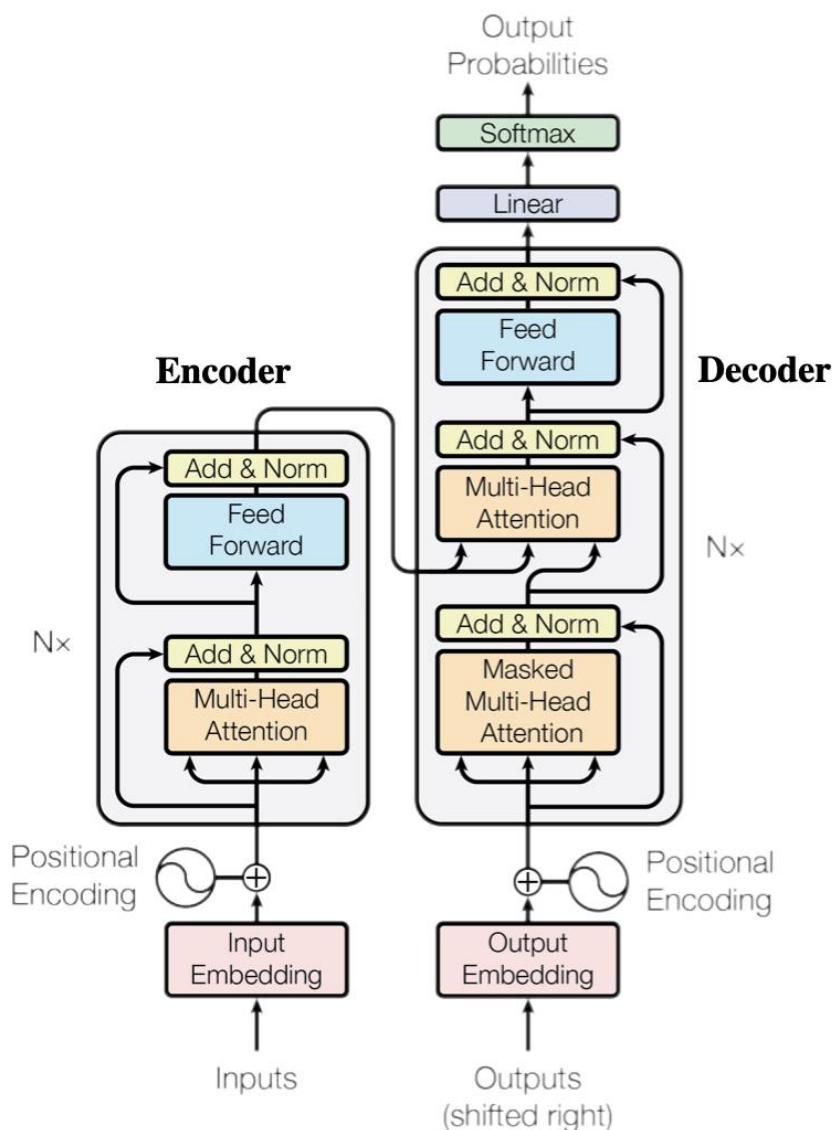 Output
Probabilities
Softmax
Linear
Add & Norm
Feed
Forward
Add & Norm
Multi-Head
Attention
Add & Norm
Masked
Multi-Head
Attention
Decoder
N×
Encoder
Add & Norm
Feed
Forward
Add & Norm
Multi-Head
Attention
N×
Positional
Encoding
Positional
Encoding
Input
Embedding
Output
Embedding
Inputs
Outputs
(shifted right)